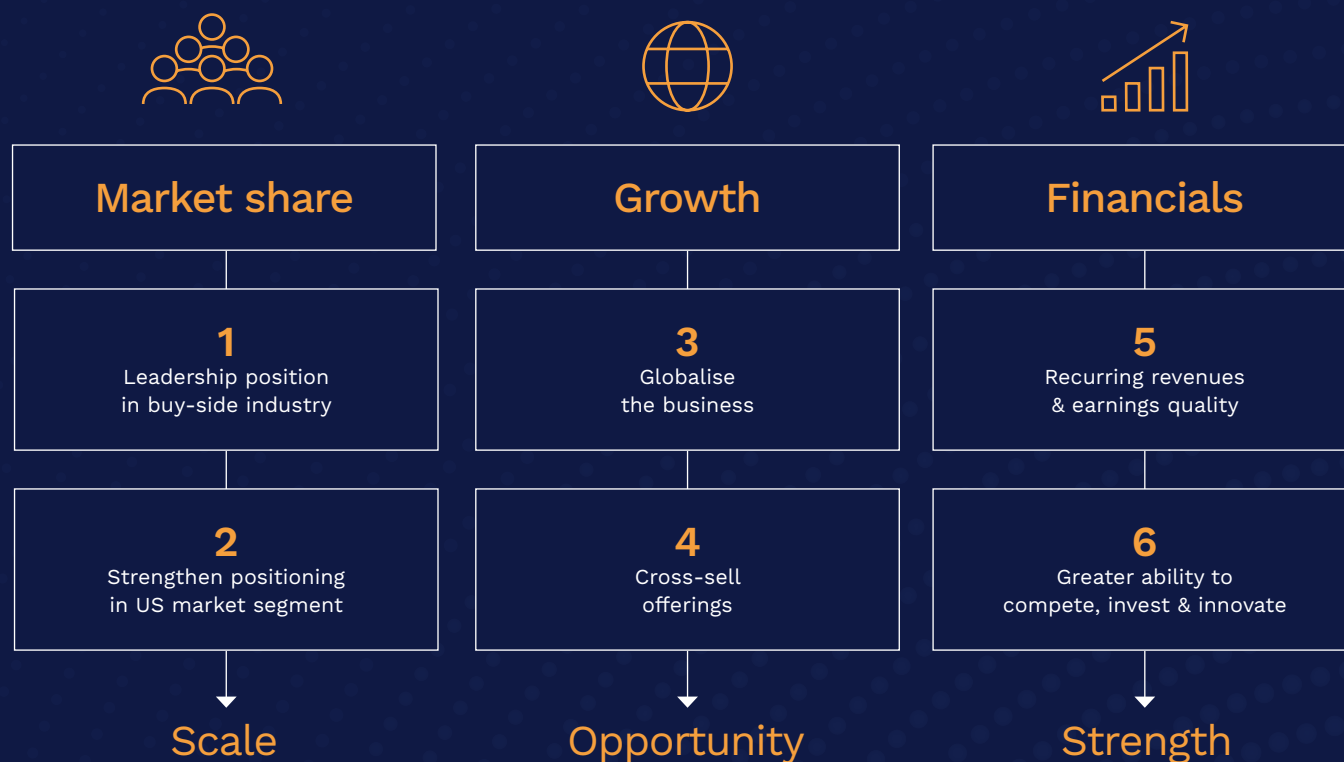 Market share
1
Leadership position
in buy-side industry
2
Strengthen positioning
in US market segment
Scale
Growth
3
Globalise
the business
4
Cross-sell
offerings
Opportunity
Financials
5
Recurring revenues
& earnings quality
6
Greater ability to
compete, invest & innovate
Strength